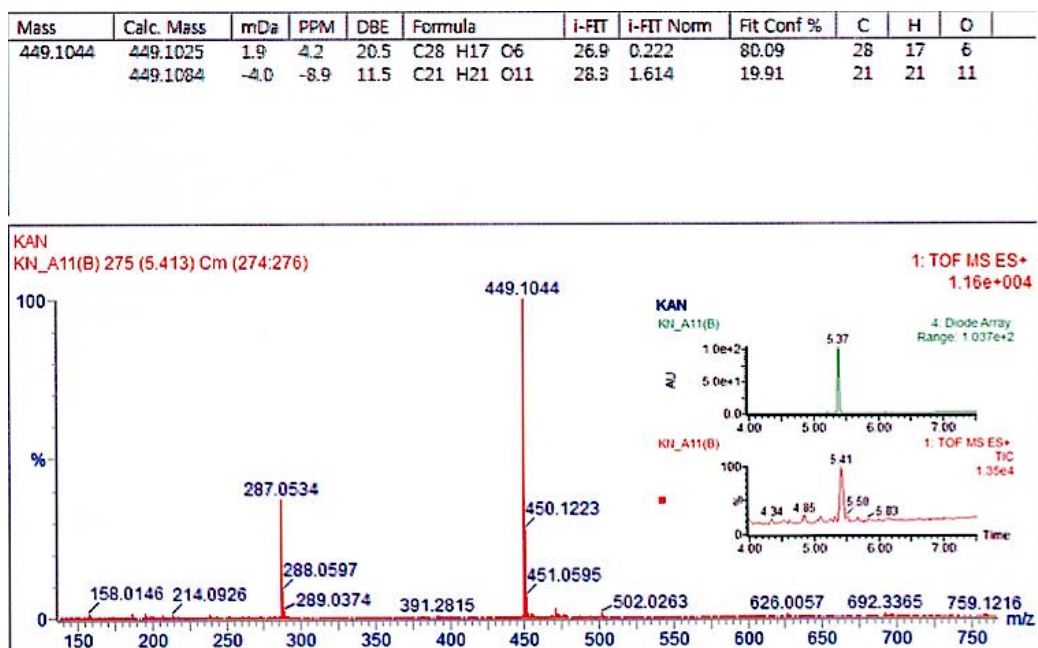 Mass Calc. Mass mDa PPM DBE Formula i-FIT i-FIT Norm Fit Conf % C H O
449.1044 449.1025 1.9 4.2 20.5 C28 H17 O6 26.9 0.222 80.09 28 17 6
449.1084 -4.0 -8.9 11.5 C21 H21 O11 28.3 1.614 19.91 21 21 11
KAN
KN_A11(B) 275 (5.413) Cm (274:276)
1: TOF MS ES+
1.16e+004
100
%
0
449.1044
287.0534
450.1223
288.0597
451.0595
289.0374
158.0146
214.0926
391.2815
502.0263
626.0057
692.3365
759.1216
m/z
150 200 250 300 350 400 450 500 550 600 650 700 750
KAN
KN_A11(B)
4: Diode Array
Range: 1.037e+2
5.37
AU
1.0e+2
5.0e+1
0.0
4.00 5.00 6.00 7.00
KN_A11(B)
1: TOF MS ES+
TIC
1.35e4
5.41
100
%
0
4.34 4.85 5.50 5.83
4.00 5.00 6.00 7.00
Time